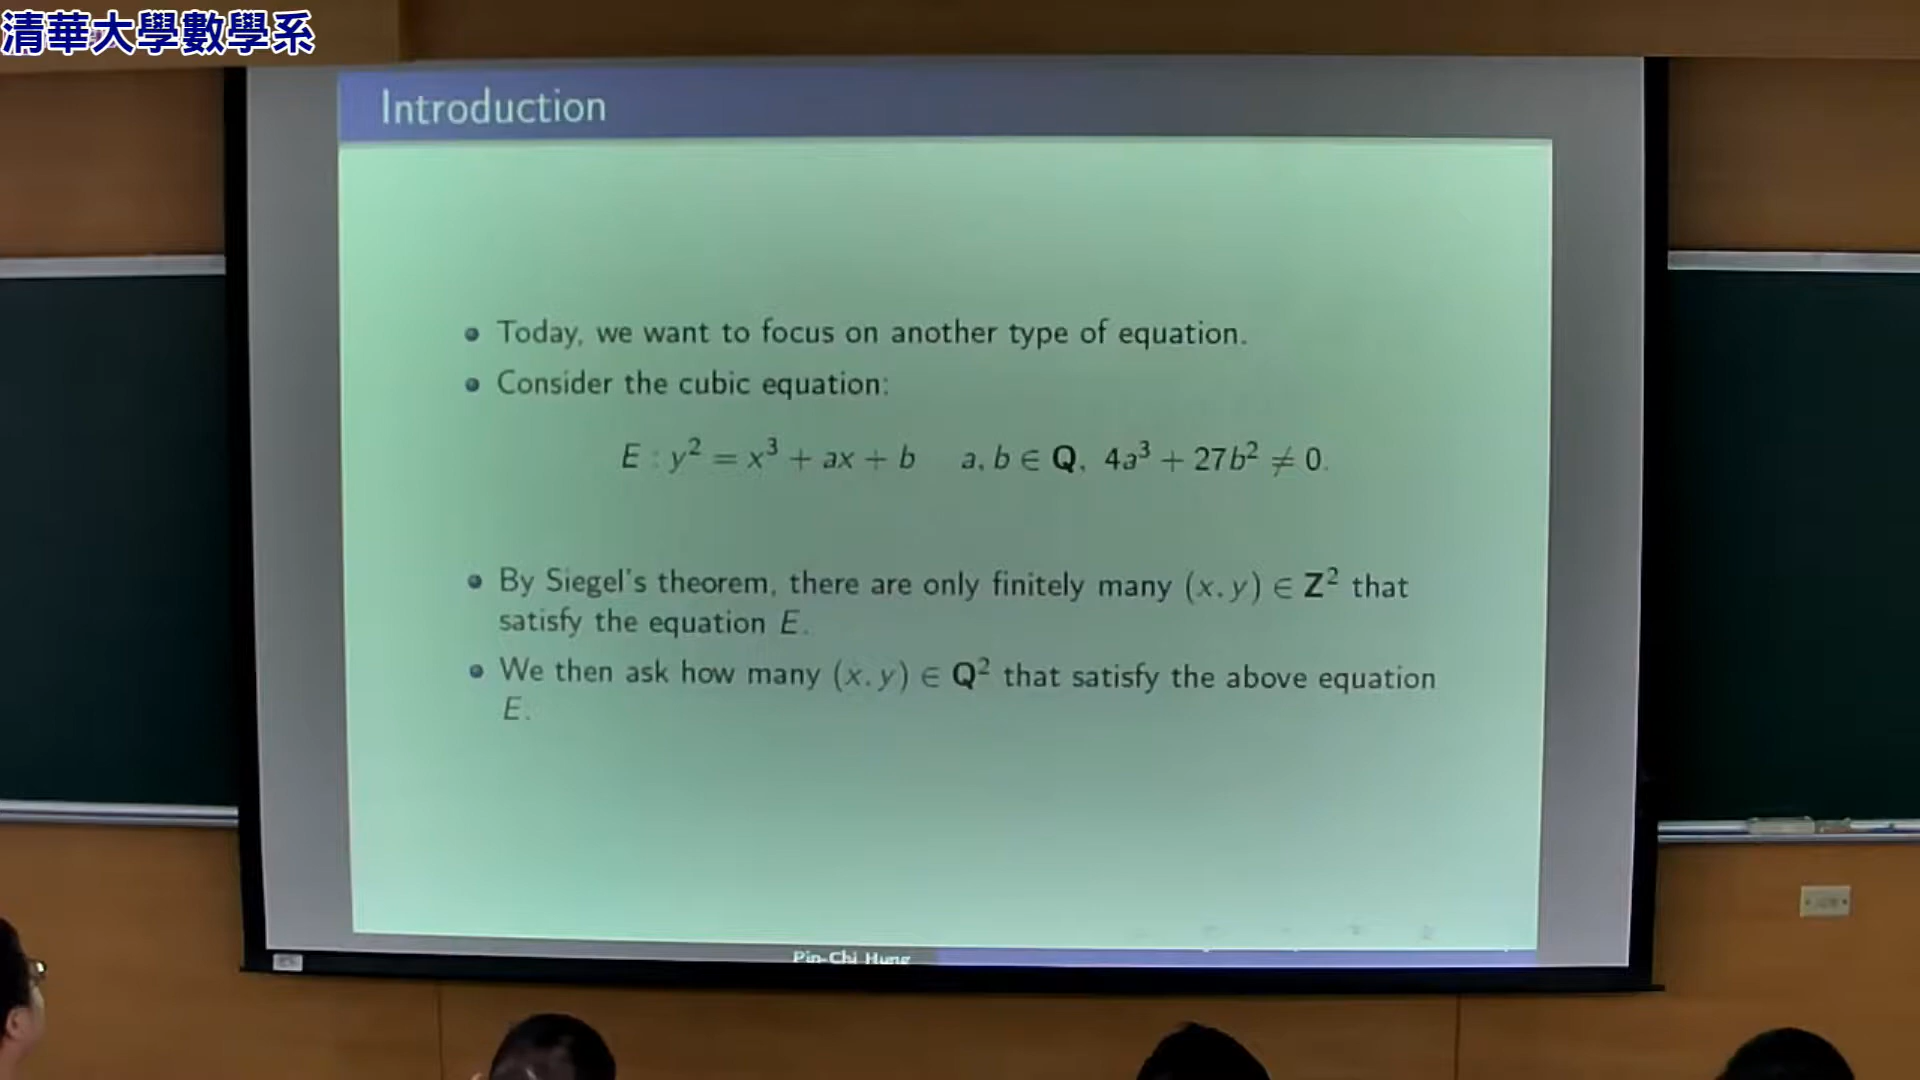 清華大學數學系
Introduction
• Today, we want to focus on another type of equation.
• Consider the cubic equation:
E : y² = x³ + ax + b a, b ∈ Q, 4a³ + 27b² ≠ 0.
• By Siegel's theorem, there are only finitely many (x, y) ∈ Z² that
satisfy the equation E.
• We then ask how many (x, y) ∈ Q² that satisfy the above equation
E.
Pin-Chi Hung